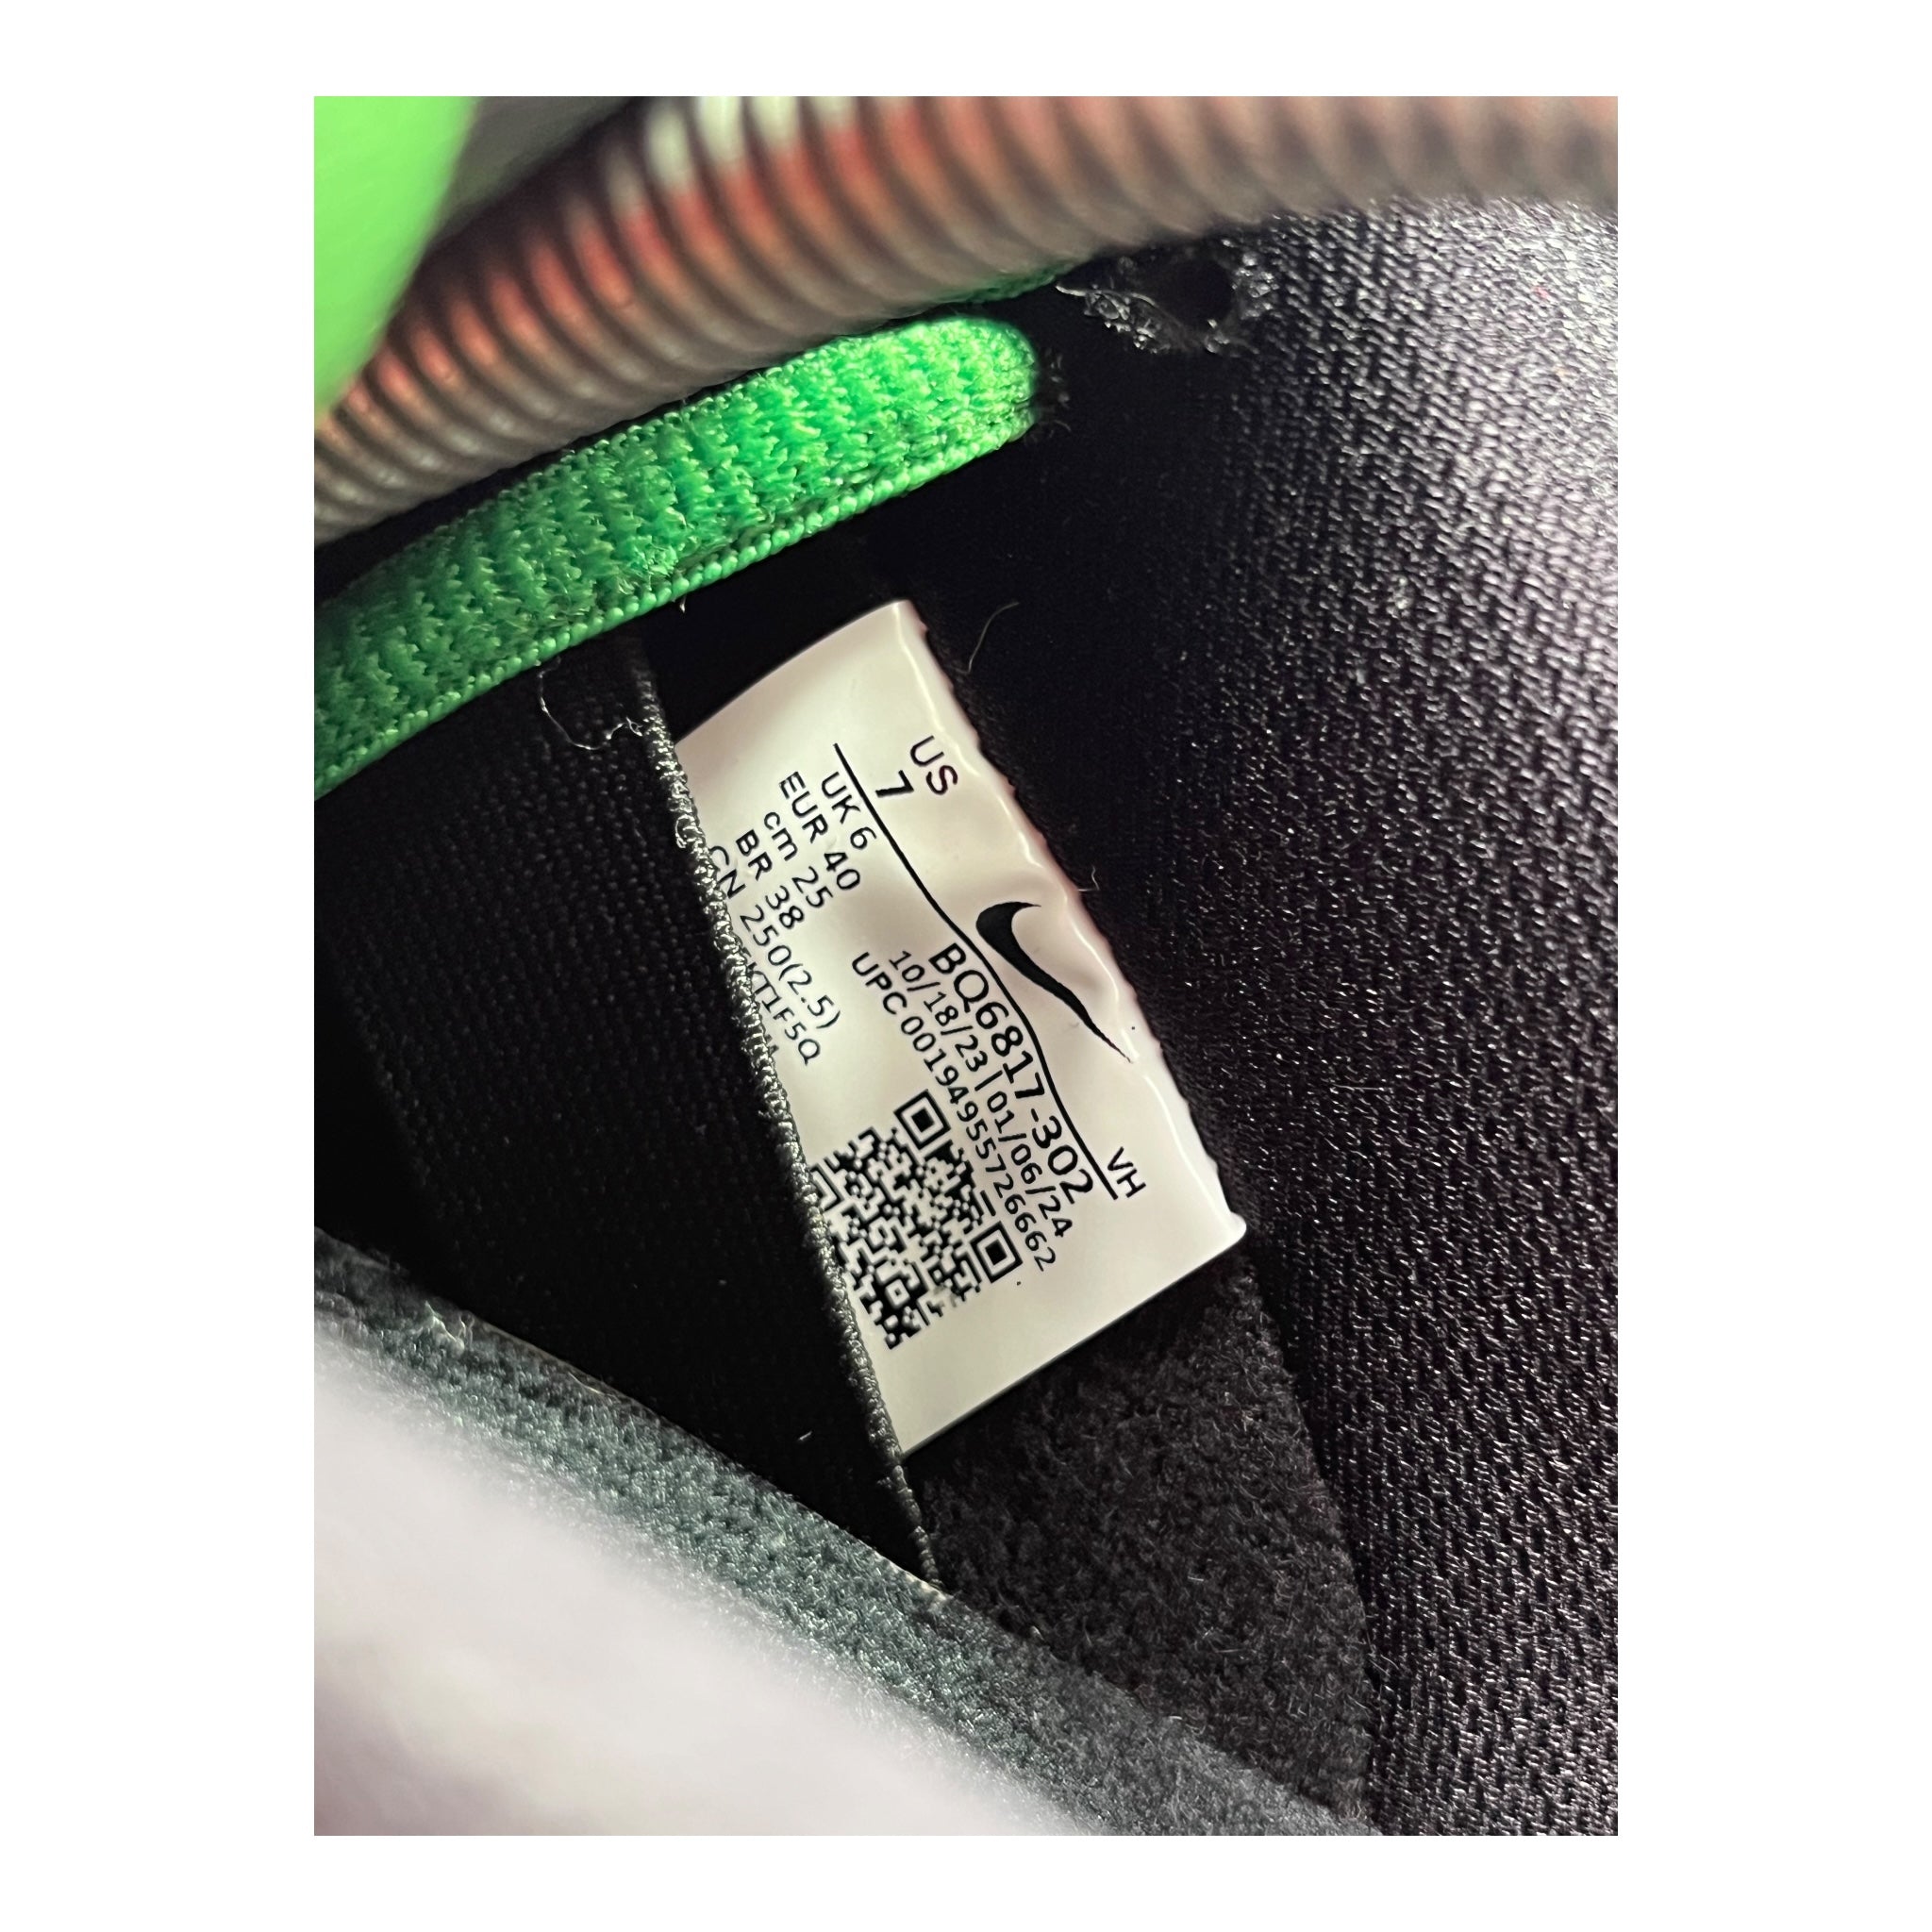 US
7
VH
UK 6
EUR 40
cm 25
BR 38
CN 250(2.5)
BQ6817-302
10/18/23 | 01/06/24
UPC 00194955726662